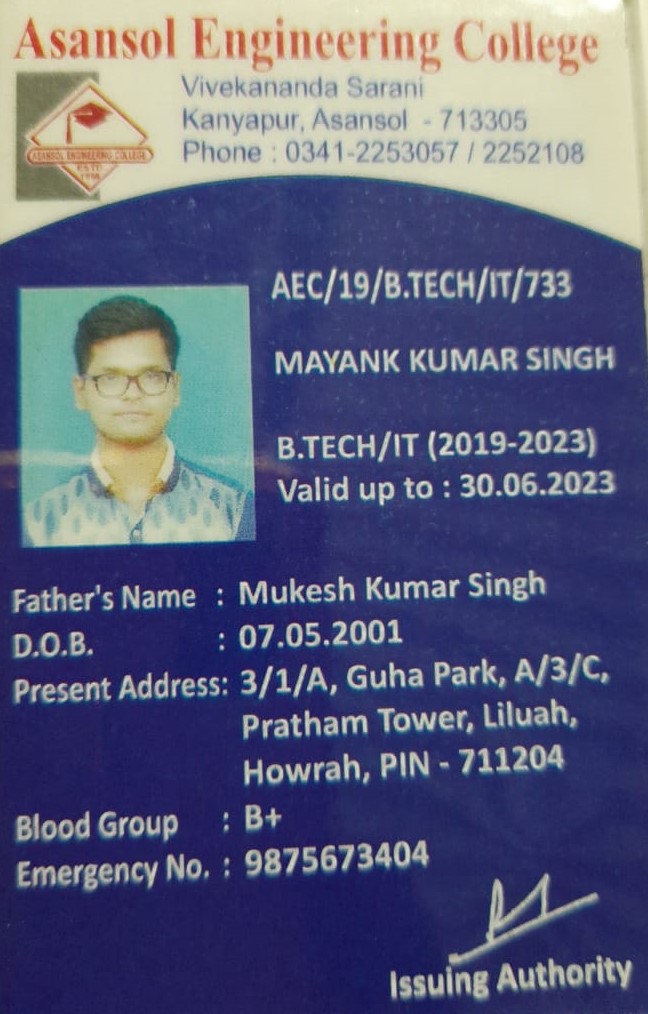 Asansol Engineering College
Vivekananda Sarani
Kanyapur, Asansol - 713305
Phone : 0341-2253057 / 2252108
ASANSOL ENGINEERING COLLEGE
ESTD
1998
AEC/19/B.TECH/IT/733
MAYANK KUMAR SINGH
B.TECH/IT (2019-2023)
Valid up to : 30.06.2023
Father's Name : Mukesh Kumar Singh
D.O.B. : 07.05.2001
Present Address: 3/1/A, Guha Park, A/3/C,
Pratham Tower, Liluah,
Howrah, PIN - 711204
Blood Group : B+
Emergency No. : 9875673404
Issuing Authority